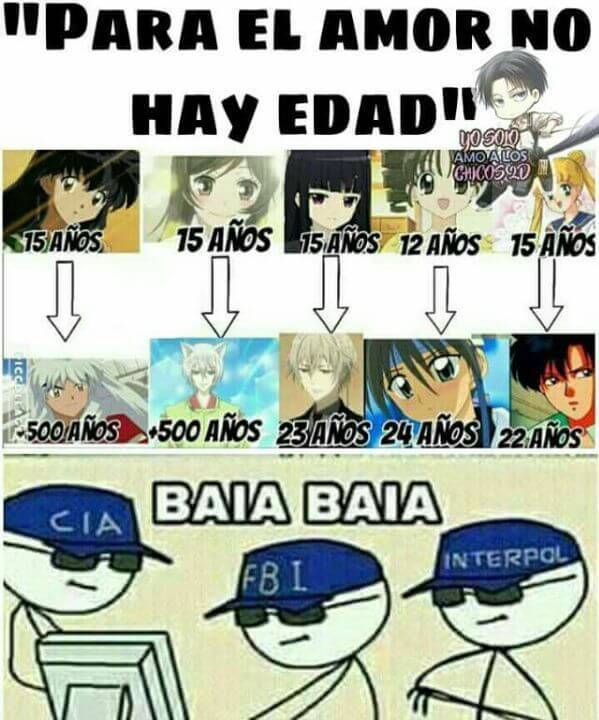 "PARA EL AMOR NO
HAY EDAD"
YO SOLO
AMO A LOS
CHICOS 2D
15 AÑOS
15 AÑOS
15 AÑOS
12 AÑOS
15 AÑOS
+500 AÑOS
+500 AÑOS
23 AÑOS
24 AÑOS
22 AÑOS
BAIA BAIA
CIA
FBI
INTERPOL